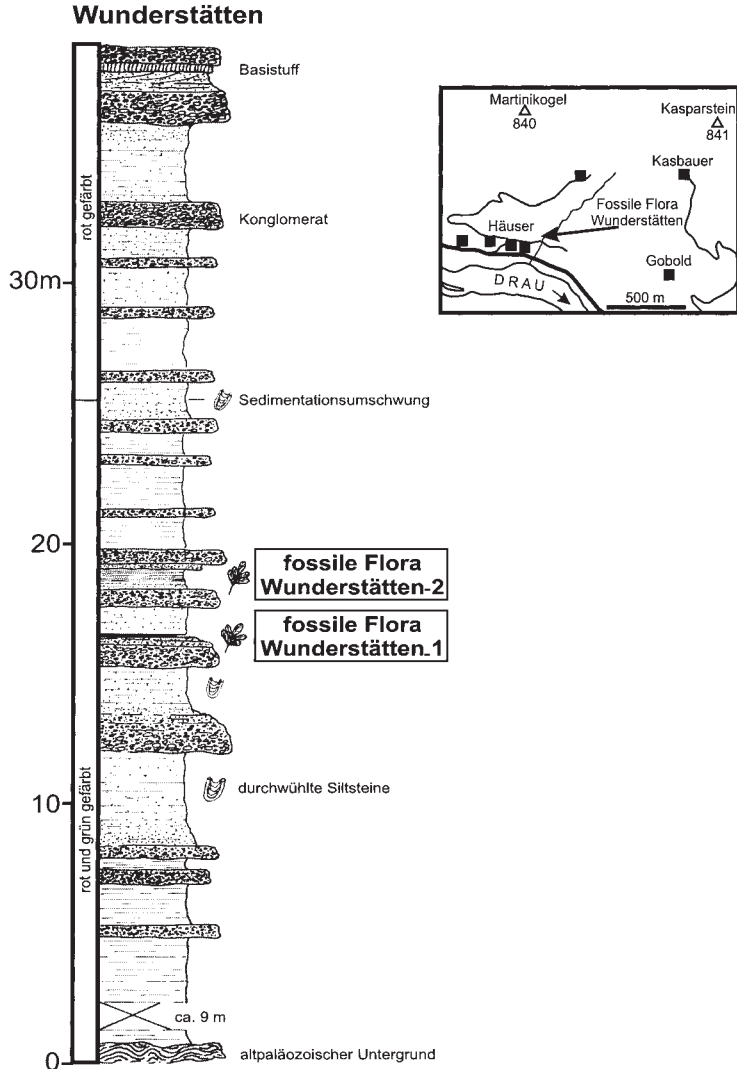 Wunderstätten
Basistuff
rot gefärbt
Konglomerat
30m
Sedimentationsumschwung
20
fossile Flora
Wunderstätten-2
fossile Flora
Wunderstätten-1
durchwühlte Siltsteine
10
rot und grün gefärbt
ca. 9 m
altpaläozoischer Untergrund
0
Martinikogel
840
Kasparstein
841
Kasbauer
Fossile Flora
Wunderstätten
Häuser
Gobold
DRAU
500 m